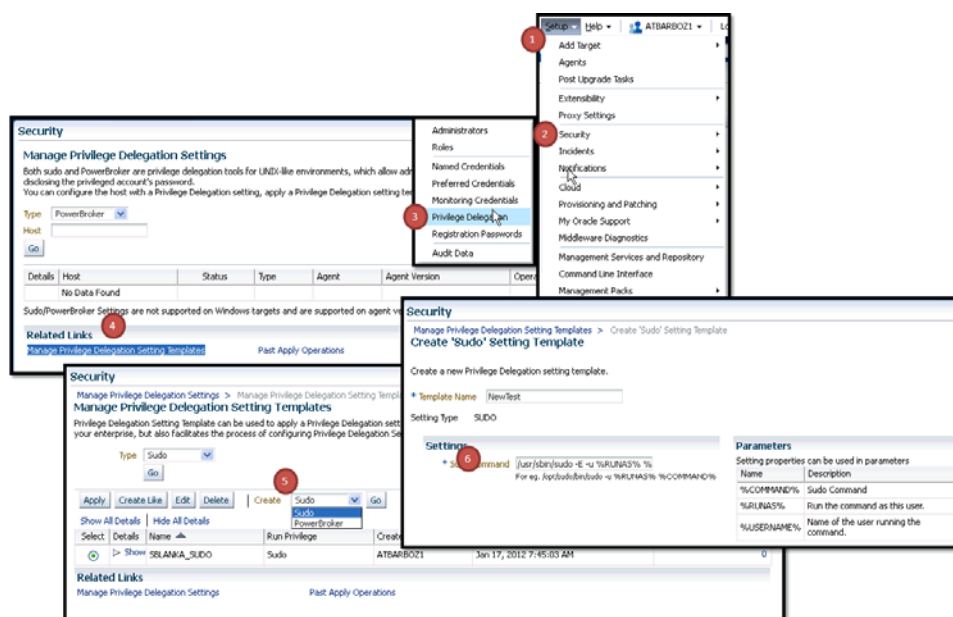 Setup Help ATBARBOZ1
1
Add Target
Agents
Post Upgrade Tasks
Extensibility
Proxy Settings
2
Security
Incidents
Notifications
Cloud
Provisioning and Patching
My Oracle Support
Middleware Diagnostics
Management Services and Repository
Command Line Interface
Management Packs
Administrators
Roles
Named Credentials
Preferred Credentials
Monitoring Credentials
3
Privilege Delegation
Registration Passwords
Audit Data
Security
Manage Privilege Delegation Settings
Both sudo and PowerBroker are privilege delegation tools for UNIX-like environments, which allow
disclosing the privileged account's password.
You can configure the host with a Privilege Delegation setting, apply a Privilege Delegation setting
Type PowerBroker
Host
Go
Details Host Status Type Agent Agent Version
No Data Found
Sudo/PowerBroker Settings are not supported on Windows targets and are supported on agent
4
Related Links
Manage Privilege Delegation Setting Templates Past Apply Operations
Security
Manage Privilege Delegation Settings > Manage Privilege Delegation Setting
Manage Privilege Delegation Setting Templates
Privilege Delegation Setting Template can be used to apply a Privilege Delegation
your enterprise, but also facilitates the process of configuring Privilege Delegation
Type Sudo
Go
5
Apply Create Like Edit Delete Create Sudo Go
Sudo
PowerBroker
Show All Details Hide All Details
Select Details Name Run Privilege
Show SBLANKA_SUDO Sudo ATBARBOZ1 Jan 17, 2012 7:45:03 AM 0
Related Links
Manage Privilege Delegation Settings Past Apply Operations
Security
Manage Privilege Delegation Setting Templates > Create 'Sudo' Setting Template
Create 'Sudo' Setting Template
Create a new Privilege Delegation setting template.
* Template Name NewTest
Setting Type SUDO
Settings
6
/usr/sbin/sudo -E -u %RUNAS% %
For eg. /opt/sudo/bin/sudo -u %RUNAS% %COMMAND%
Parameters
Setting properties can be used in parameters
Name Description
%COMMAND% Sudo Command
%RUNAS% Run the command as this user.
%USERNAME% Name of the user running the
command.